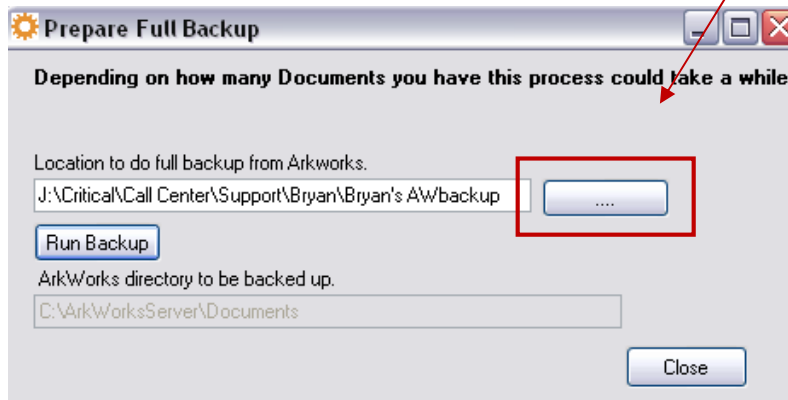 Prepare Full Backup
Depending on how many Documents you have this process could take a while
Location to do full backup from Arkworks.
J:\Critical\Call Center\Support\Bryan\Bryan's AWbackup
....
Run Backup
ArkWorks directory to be backed up.
C:\ArkWorksServer\Documents
Close